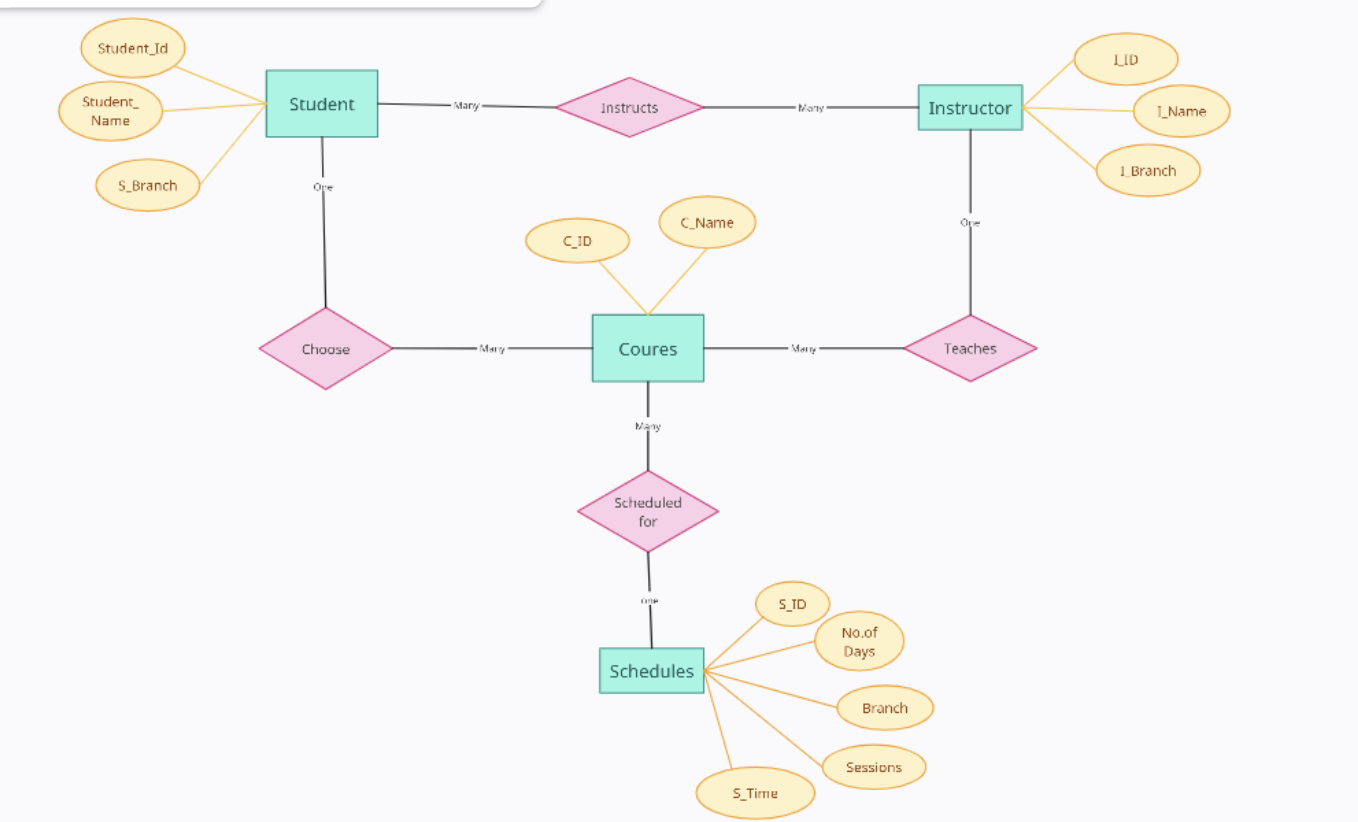 Student_Id
Student_
Name
S_Branch
Student
Many
Instructs
Many
Instructor
I_ID
I_Name
I_Branch
One
One
C_ID
C_Name
Choose
Many
Coures
Many
Teaches
Many
Scheduled
for
one
Schedules
S_ID
No.of
Days
Branch
Sessions
S_Time